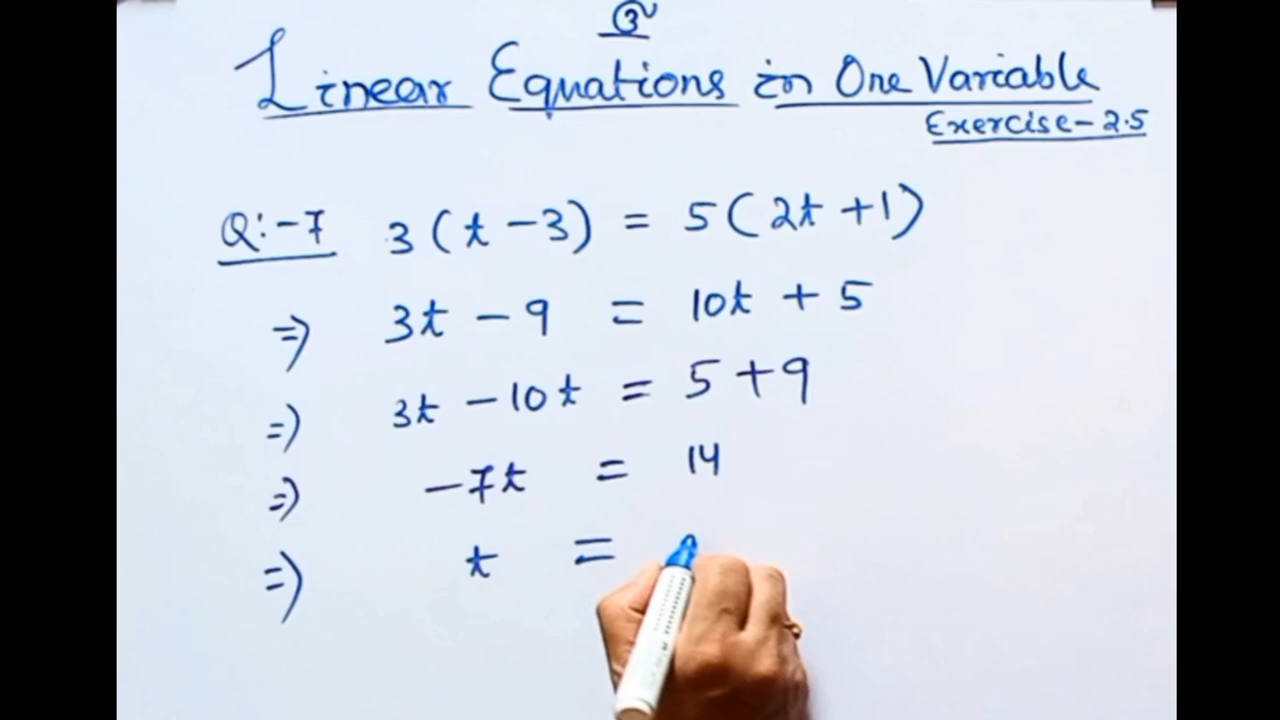 3
Linear Equations in One Variable
Exercise-2.5
Q:-7 3(t-3) = 5(2t+1)
=> 3t - 9 = 10t + 5
=> 3t - 10t = 5+9
=> -7t = 14
=> t =